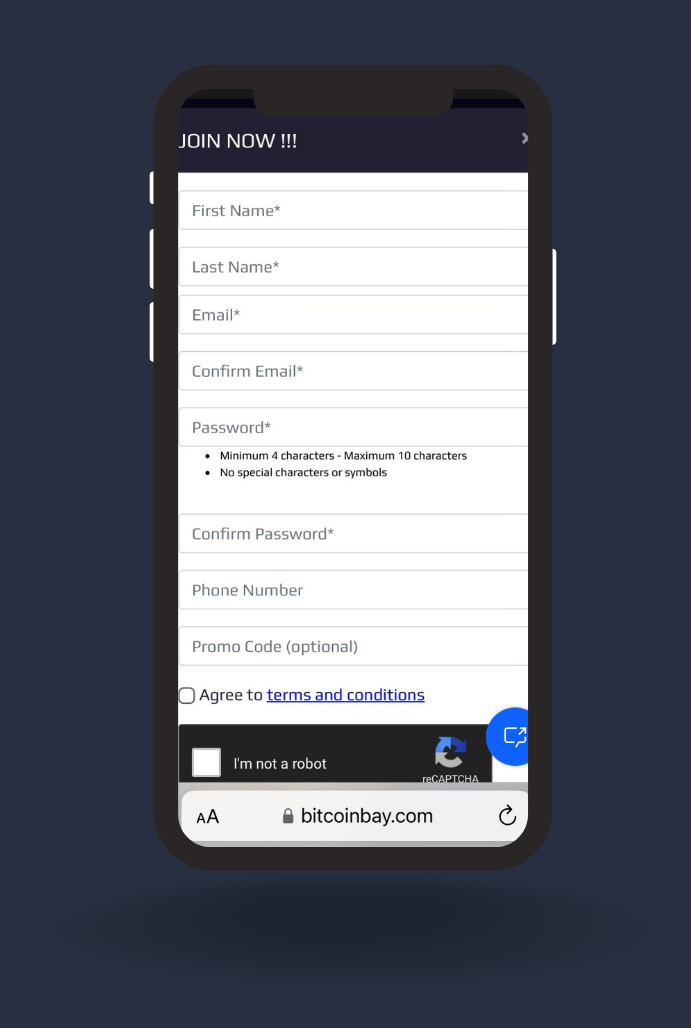 JOIN NOW !!!
First Name*
Last Name*
Email*
Confirm Email*
Password*
Minimum 4 characters - Maximum 10 characters
No special characters or symbols
Confirm Password*
Phone Number
Promo Code (optional)
Agree to terms and conditions
I'm not a robot
reCAPTCHA
AA bitcoinbay.com